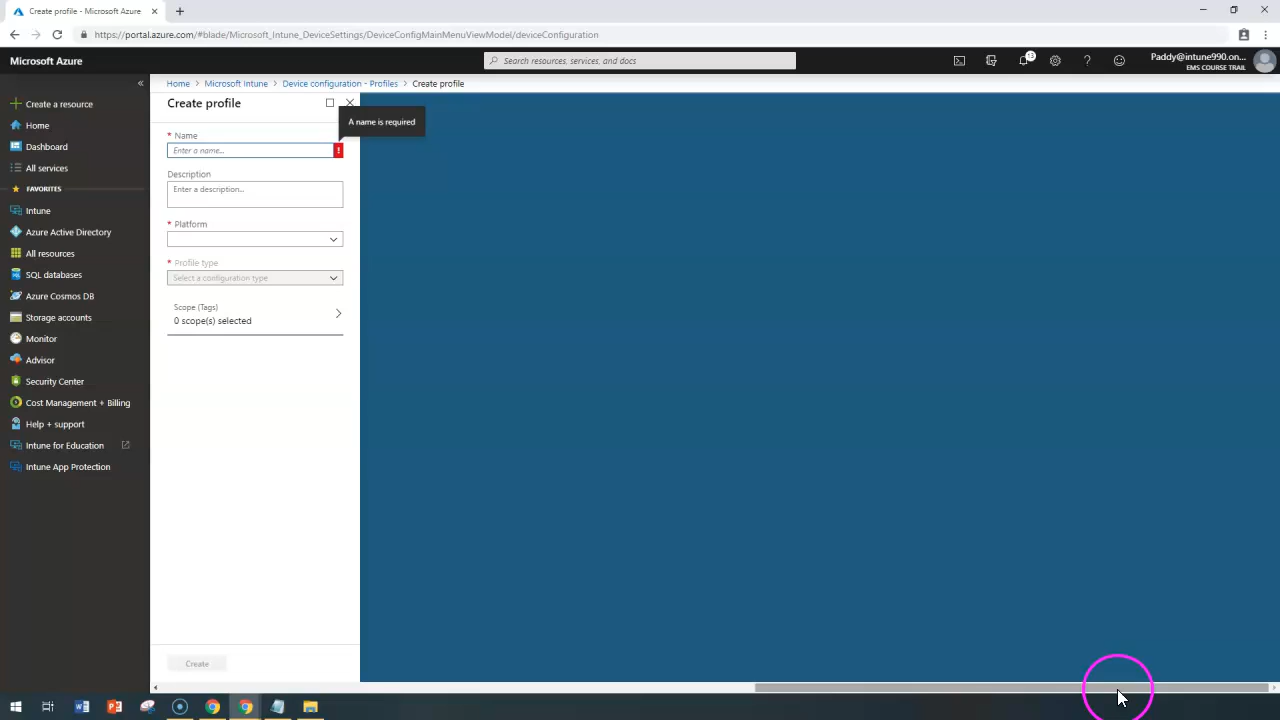 Create profile - Microsoft Azure
https://portal.azure.com/#blade/Microsoft_Intune_DeviceSettings/DeviceConfigMainMenuViewModel/deviceConfiguration
Microsoft Azure
Search resources, services, and docs
13
Paddy@intune990.on...
EMS COURSE TRAIL
Home > Microsoft Intune > Device configuration - Profiles > Create profile
Create a resource
Home
Dashboard
All services
FAVORITES
Intune
Azure Active Directory
All resources
SQL databases
Azure Cosmos DB
Storage accounts
Monitor
Advisor
Security Center
Cost Management + Billing
Help + support
Intune for Education
Intune App Protection
Create profile
A name is required
* Name
Enter a name...
Description
Enter a description...
* Platform
* Profile type
Select a configuration type
Scope (Tags)
0 scope(s) selected
Create